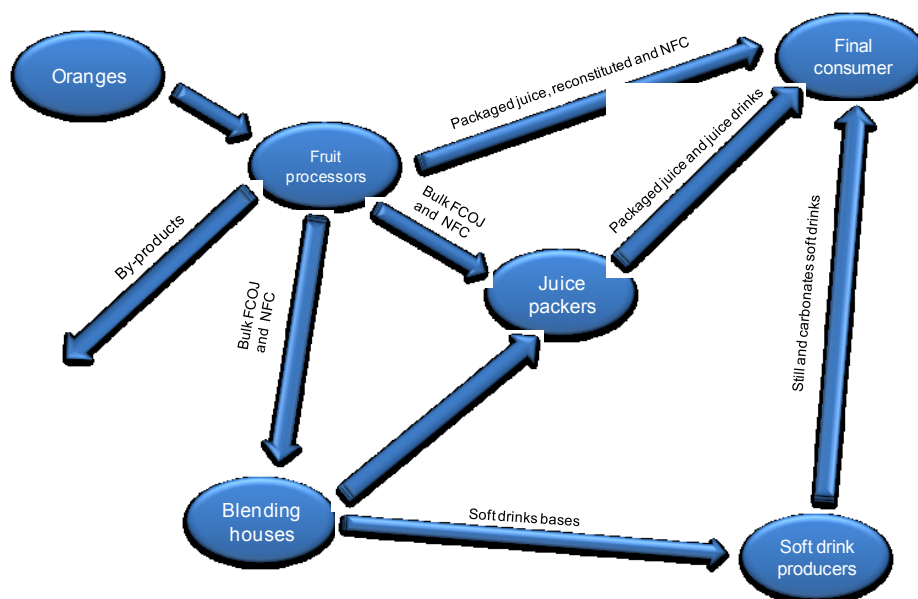 Oranges
Final
consumer
Packaged juice, reconstituted and NFC
Fruit
processors
Packaged juice and juice drinks
Bulk FCOJ
and NFC
By-products
Bulk FCOJ
and NFC
Juice
packers
Still and carbonates soft drinks
Blending
houses
Soft drinks bases
Soft drink
producers